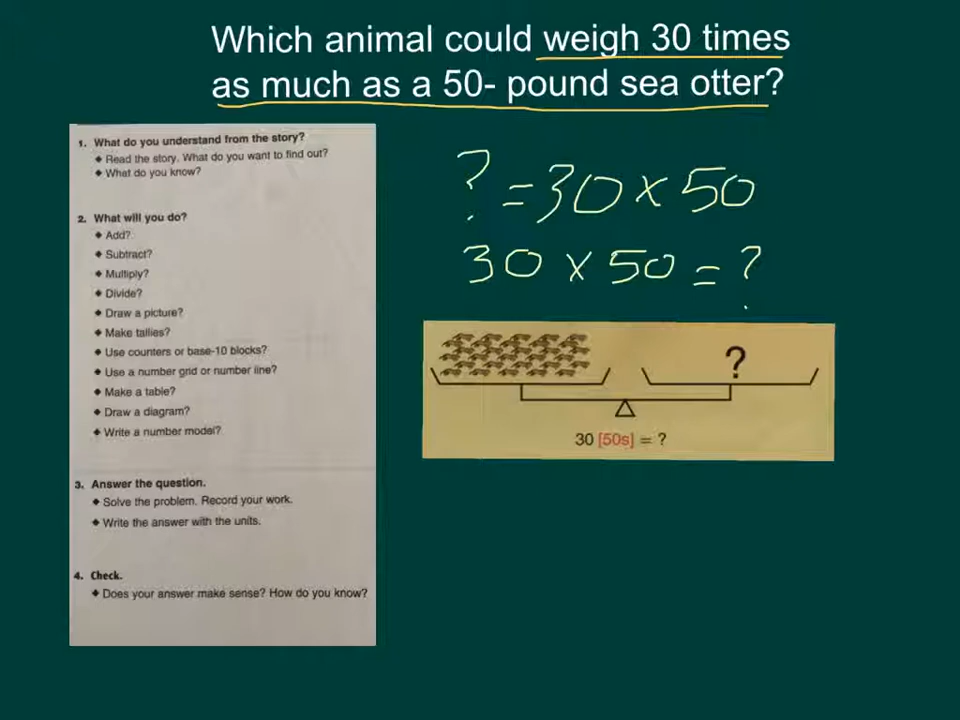 Which animal could weigh 30 times
as much as a 50- pound sea otter?
1. What do you understand from the story?
◆ Read the story. What do you want to find out?
◆ What do you know?
2. What will you do?
◆ Add?
◆ Subtract?
◆ Multiply?
◆ Divide?
◆ Draw a picture?
◆ Make tallies?
◆ Use counters or base-10 blocks?
◆ Use a number grid or number line?
◆ Make a table?
◆ Draw a diagram?
◆ Write a number model?
3. Answer the question.
◆ Solve the problem. Record your work.
◆ Write the answer with the units.
4. Check.
◆ Does your answer make sense? How do you know?
? = 30 x 50
30 x 50 = ?
?
30 [50s] = ?